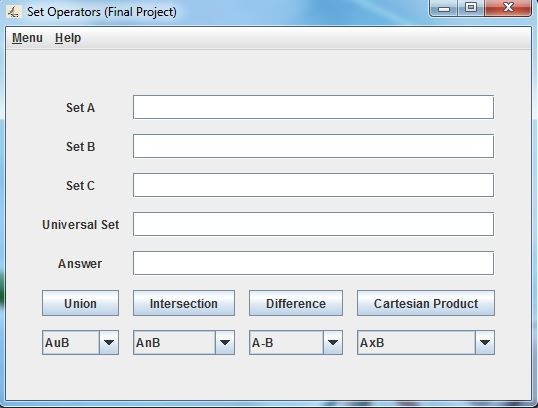 Set Operators (Final Project)
Menu Help
Set A
Set B
Set C
Universal Set
Answer
Union Intersection Difference Cartesian Product
AuB AnB A-B AxB